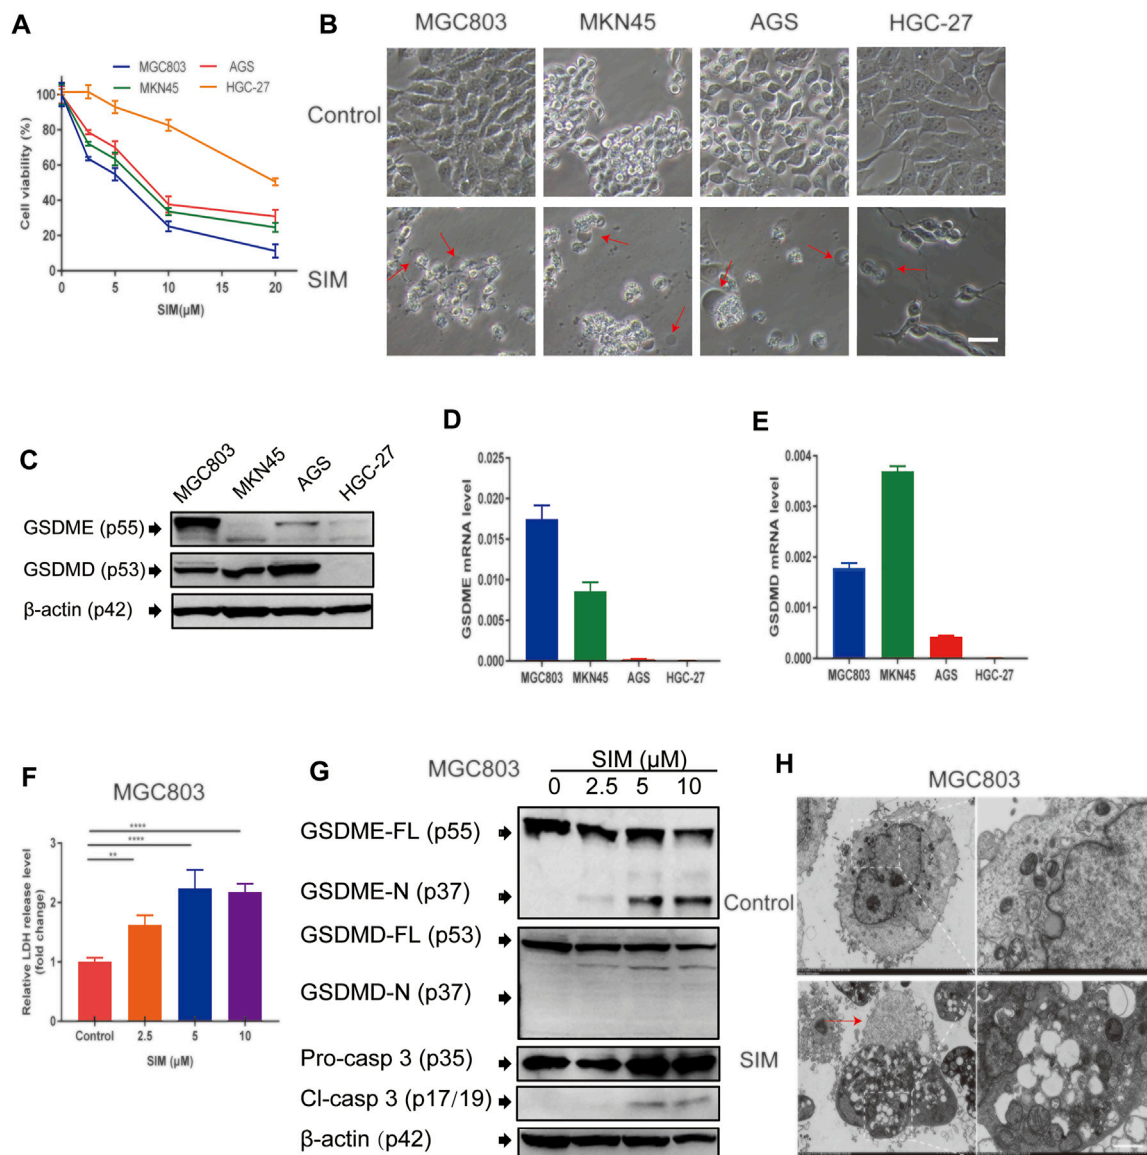 A
MGC803
AGS
MKN45
HGC-27
Cell viability (%)
100
80
60
40
20
0
0
5
10
15
20
SIM(μM)
B
MGC803
MKN45
AGS
HGC-27
Control
SIM
C
MGC803
MKN45
AGS
HGC-27
GSDME (p55)
GSDMD (p53)
β-actin (p42)
D
GSDME mRNA level
0.025
0.020
0.015
0.010
0.005
0.000
MGC803
MKN45
AGS
HGC-27
E
GSDMD mRNA level
0.004
0.003
0.002
0.001
0.000
MGC803
MKN45
AGS
HGC-27
F
MGC803
Relative LDH release level
(fold change)
3
2
1
0
****
****
**
Control
2.5
5
10
SIM (μM)
G
MGC803
SIM (μM)
0 2.5 5 10
GSDME-FL (p55)
GSDME-N (p37)
GSDMD-FL (p53)
GSDMD-N (p37)
Pro-casp 3 (p35)
Cl-casp 3 (p17/19)
β-actin (p42)
H
MGC803
Control
SIM